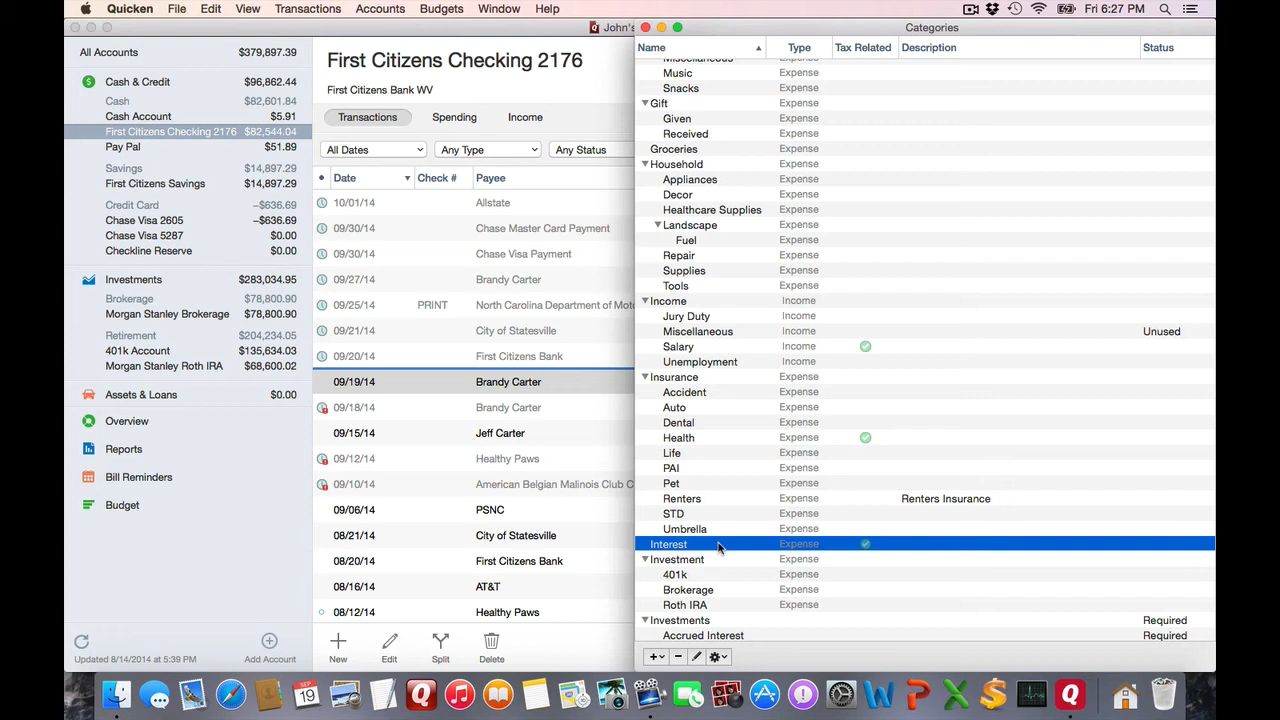 Quicken File Edit View Transactions Accounts Budgets Window Help Fri 6:27 PM
John's
Categories
All Accounts $379,897.39
Cash & Credit $96,862.44
Cash $82,601.84
Cash Account $5.91
First Citizens Checking 2176 $82,544.04
Pay Pal $51.89
Savings $14,897.29
First Citizens Savings $14,897.29
Credit Card –$636.69
Chase Visa 2605 –$636.69
Chase Visa 5287 $0.00
Checkline Reserve $0.00
Investments $283,034.95
Brokerage $78,800.90
Morgan Stanley Brokerage $78,800.90
Retirement $204,234.05
401k Account $135,634.03
Morgan Stanley Roth IRA $68,600.02
Assets & Loans $0.00
Overview
Reports
Bill Reminders
Budget
Updated 8/14/2014 at 5:39 PM
Add Account
First Citizens Checking 2176
First Citizens Bank WV
Transactions Spending Income
All Dates Any Type Any Status
Date Check # Payee
10/01/14 Allstate
09/30/14 Chase Master Card Payment
09/30/14 Chase Visa Payment
09/27/14 Brandy Carter
09/25/14 PRINT North Carolina Department of Moto
09/21/14 City of Statesville
09/20/14 First Citizens Bank
09/19/14 Brandy Carter
09/18/14 Brandy Carter
09/15/14 Jeff Carter
09/12/14 Healthy Paws
09/10/14 American Belgian Malinois Club C
09/06/14 PSNC
08/21/14 City of Statesville
08/20/14 First Citizens Bank
08/16/14 AT&T
08/12/14 Healthy Paws
New Edit Split Delete
Name Type Tax Related Description Status
Miscellaneous Expense
Music Expense
Snacks Expense
Gift Expense
Given Expense
Received Expense
Groceries Expense
Household Expense
Appliances Expense
Decor Expense
Healthcare Supplies Expense
Landscape Expense
Fuel Expense
Repair Expense
Supplies Expense
Tools Expense
Income Income
Jury Duty Income
Miscellaneous Income Unused
Salary Income
Unemployment Income
Insurance Expense
Accident Expense
Auto Expense
Dental Expense
Health Expense
Life Expense
PAI Expense
Pet Expense
Renters Expense Renters Insurance
STD Expense
Umbrella Expense
Interest Expense
Investment Expense
401k Expense
Brokerage Expense
Roth IRA Expense
Investments Required
Accrued Interest Required
SEP
19